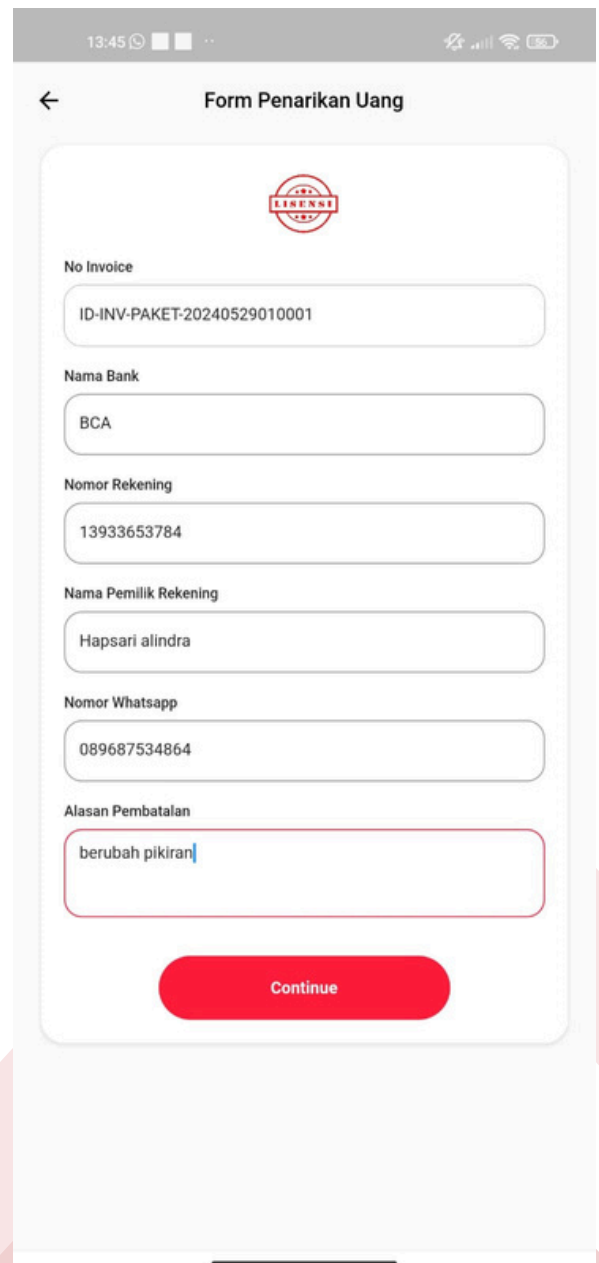 13:45
56
Form Penarikan Uang
LISENSI
No Invoice
ID-INV-PAKET-20240529010001
Nama Bank
BCA
Nomor Rekening
13933653784
Nama Pemilik Rekening
Hapsari alindra
Nomor Whatsapp
089687534864
Alasan Pembatalan
berubah pikiran
Continue